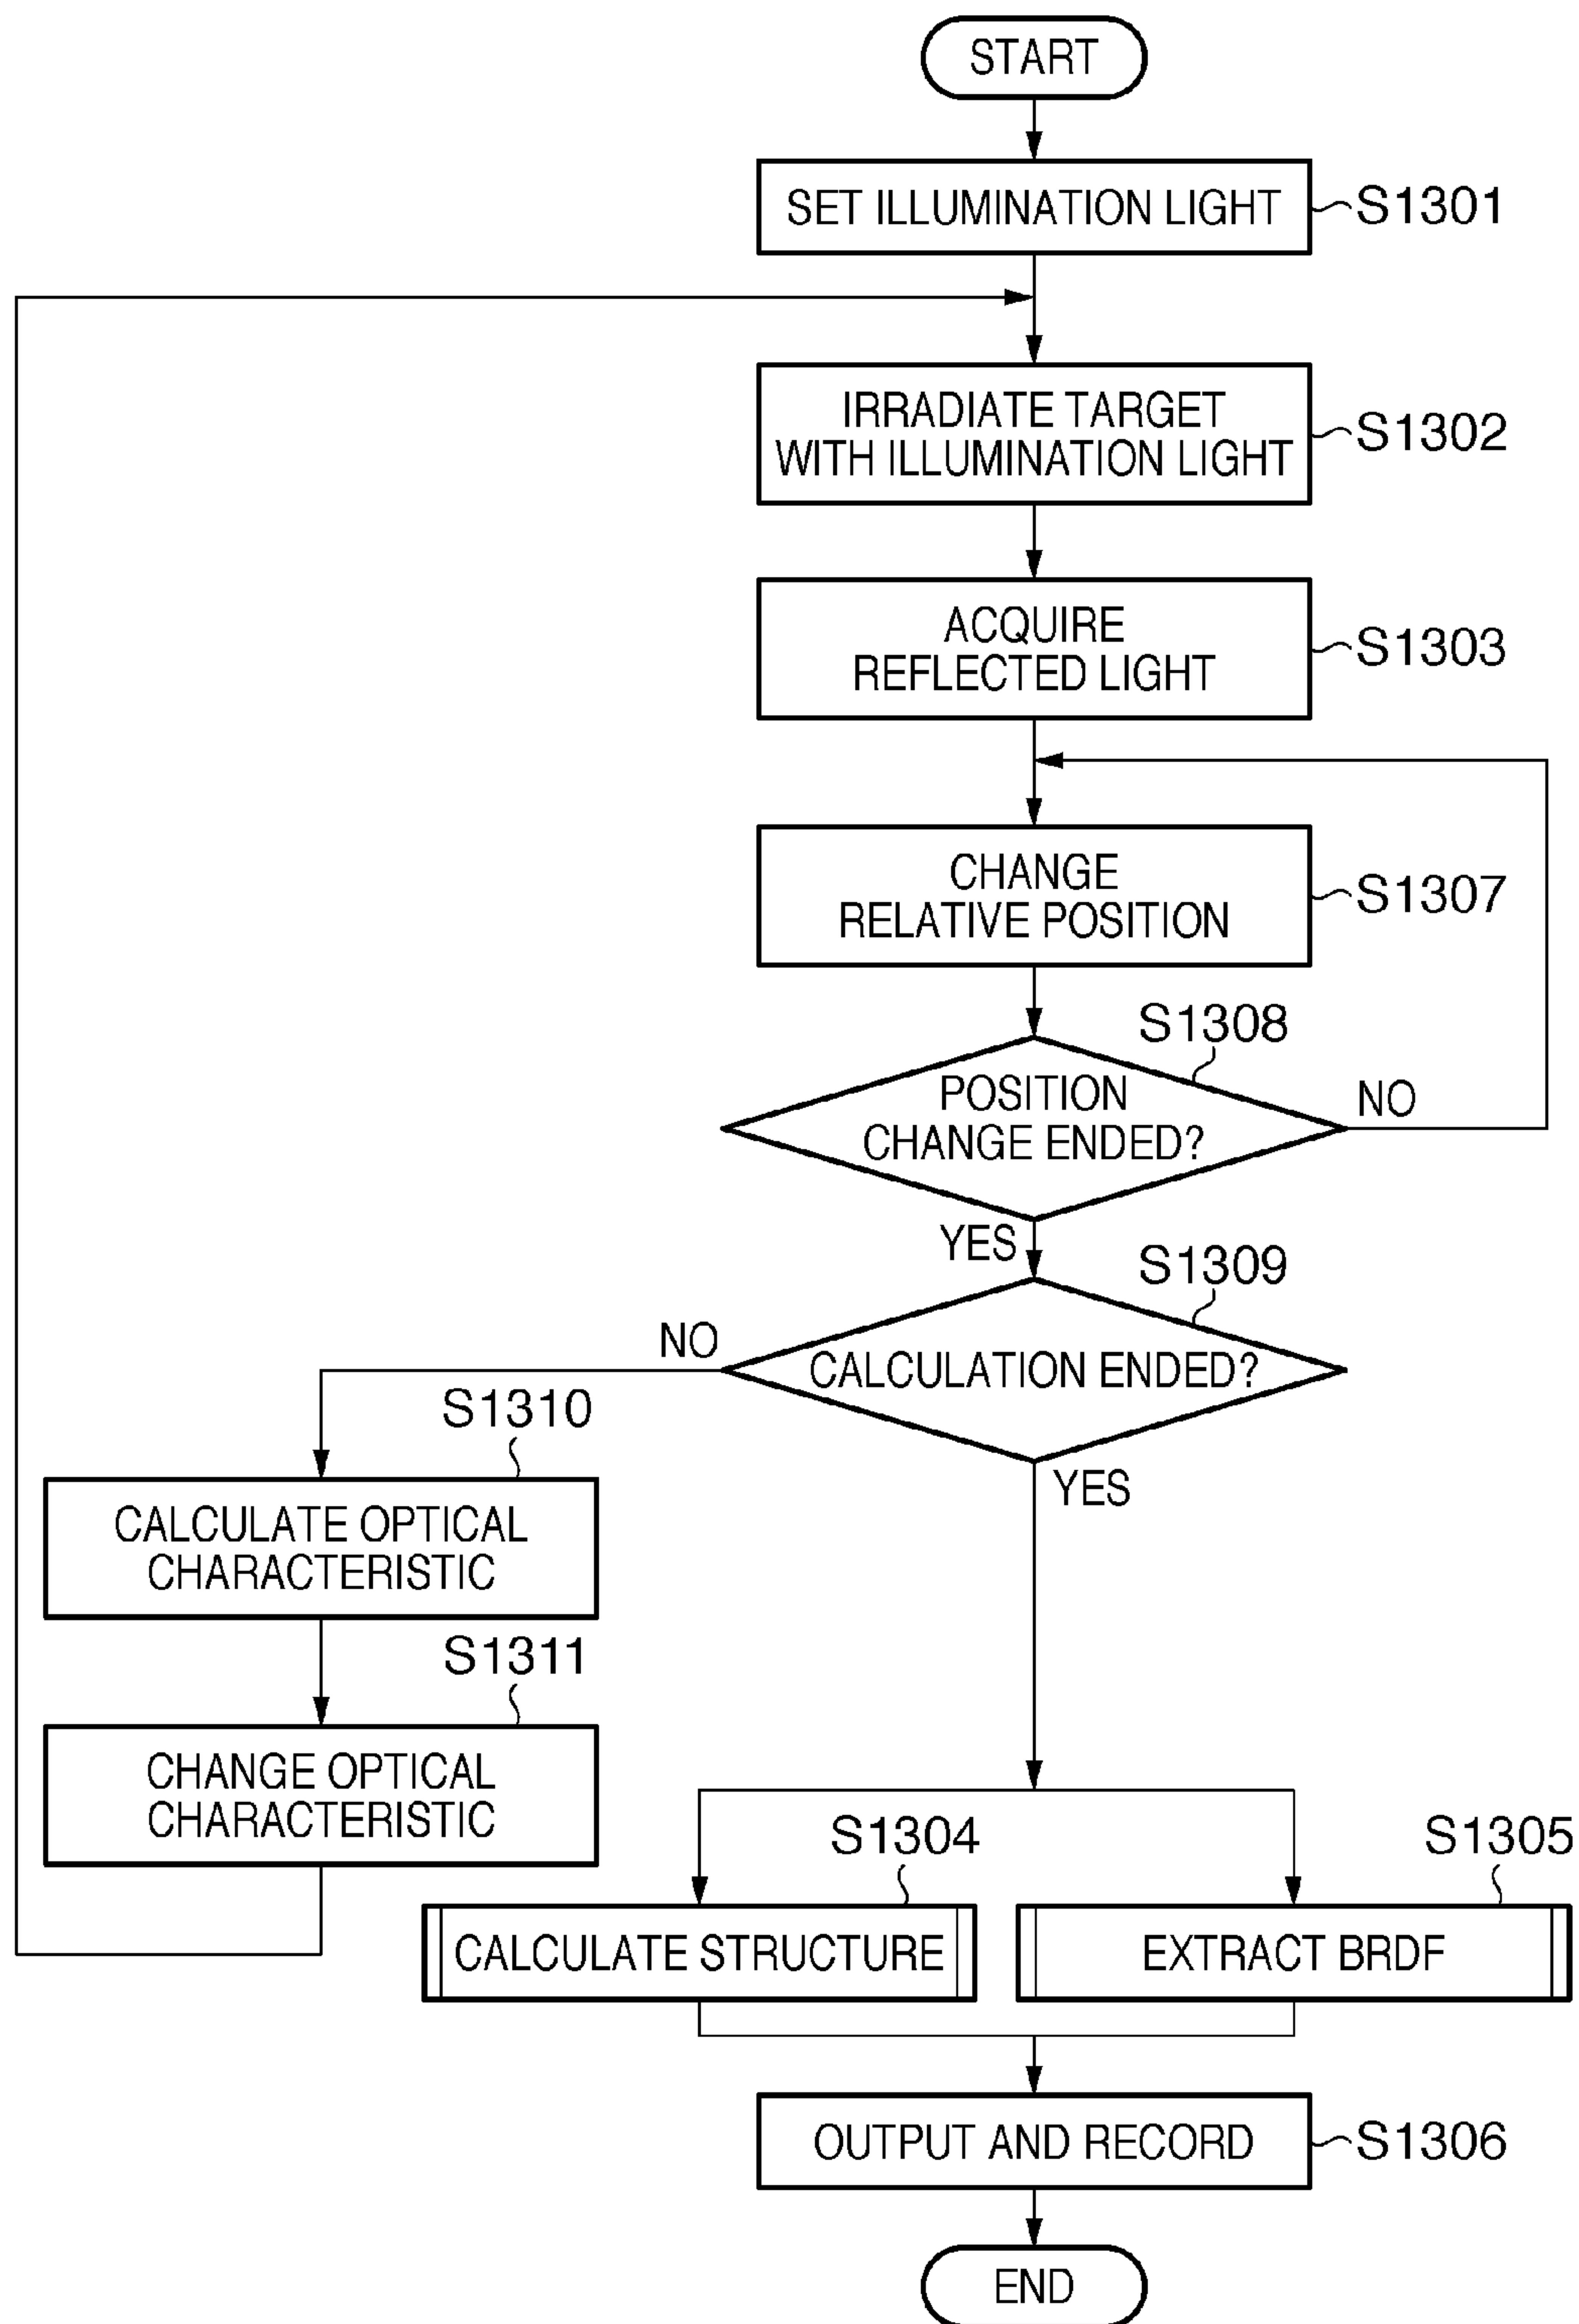 START
SET ILLUMINATION LIGHT
S1301
IRRADIATE TARGET
WITH ILLUMINATION LIGHT
S1302
ACQUIRE
REFLECTED LIGHT
S1303
CHANGE
RELATIVE POSITION
S1307
S1308
POSITION
CHANGE ENDED?
NO
YES
S1309
CALCULATION ENDED?
NO
YES
S1310
CALCULATE OPTICAL
CHARACTERISTIC
S1311
CHANGE OPTICAL
CHARACTERISTIC
S1304
CALCULATE STRUCTURE
S1305
EXTRACT BRDF
OUTPUT AND RECORD
S1306
END